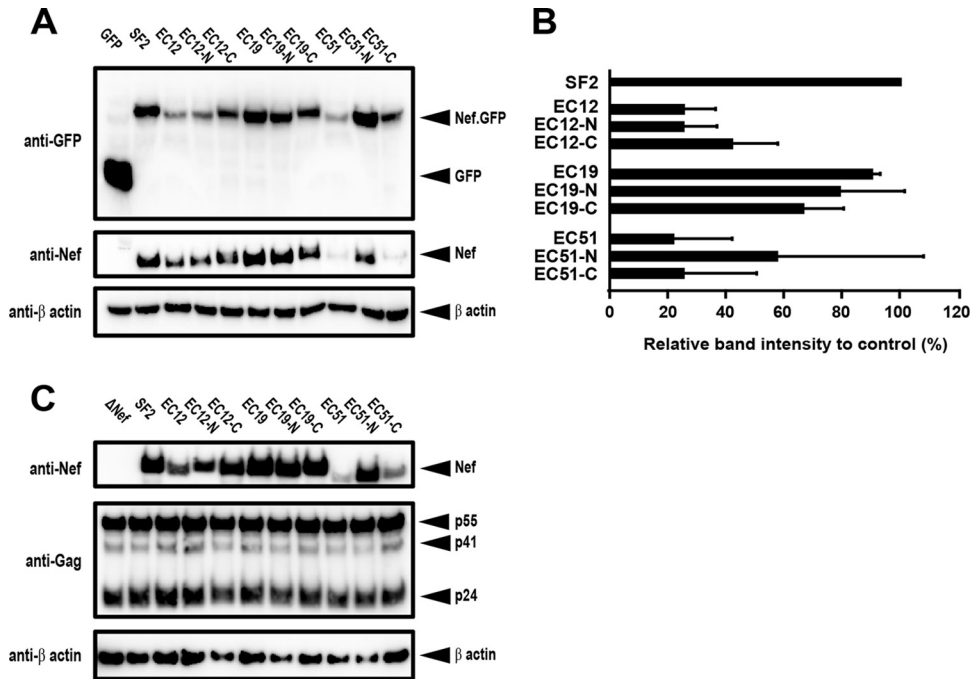 A
GFP
SF2
EC12
EC12-N
EC12-C
EC19
EC19-N
EC19-C
EC51
EC51-N
EC51-C
anti-GFP
Nef.GFP
GFP
anti-Nef
Nef
anti-β actin
β actin
B
SF2
EC12
EC12-N
EC12-C
EC19
EC19-N
EC19-C
EC51
EC51-N
EC51-C
0 20 40 60 80 100 120
Relative band intensity to control (%)
C
ΔNef
SF2
EC12
EC12-N
EC12-C
EC19
EC19-N
EC19-C
EC51
EC51-N
EC51-C
anti-Nef
Nef
anti-Gag
p55
p41
p24
anti-β actin
β actin